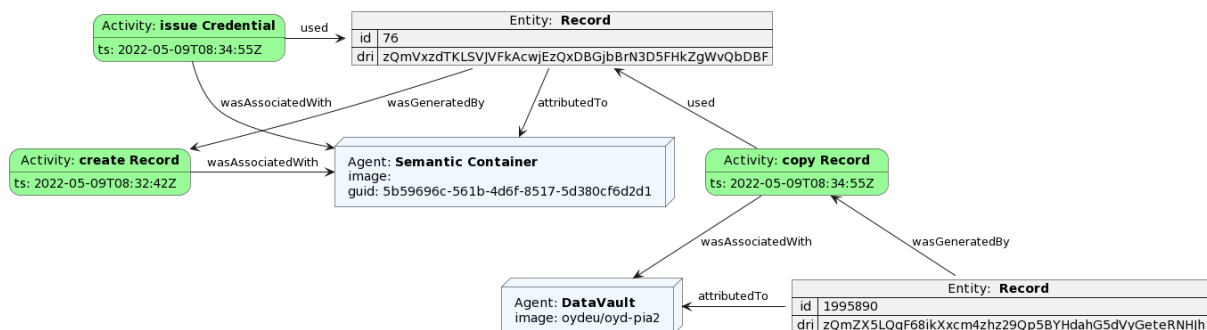 Activity: issue Credential
ts: 2022-05-09T08:34:55Z
used
Entity: Record
id 76
dri zQmVxzdTKLSVJVFkAcwjEzQxDBGjbBrN3D5FHkZgWvQbDBF
wasAssociatedWith
wasGeneratedBy
attributedTo
used
Activity: create Record
ts: 2022-05-09T08:32:42Z
wasAssociatedWith
Agent: Semantic Container
image:
guid: 5b59696c-561b-4d6f-8517-5d380cf6d2d1
Activity: copy Record
ts: 2022-05-09T08:34:55Z
wasAssociatedWith
wasGeneratedBy
Agent: DataVault
image: oydeu/oyd-pia2
attributedTo
Entity: Record
id 1995890
dri zQmZX5LQgF68ikXxcm4zhz29Qp5BYHdahG5dVyGeteRNHJh